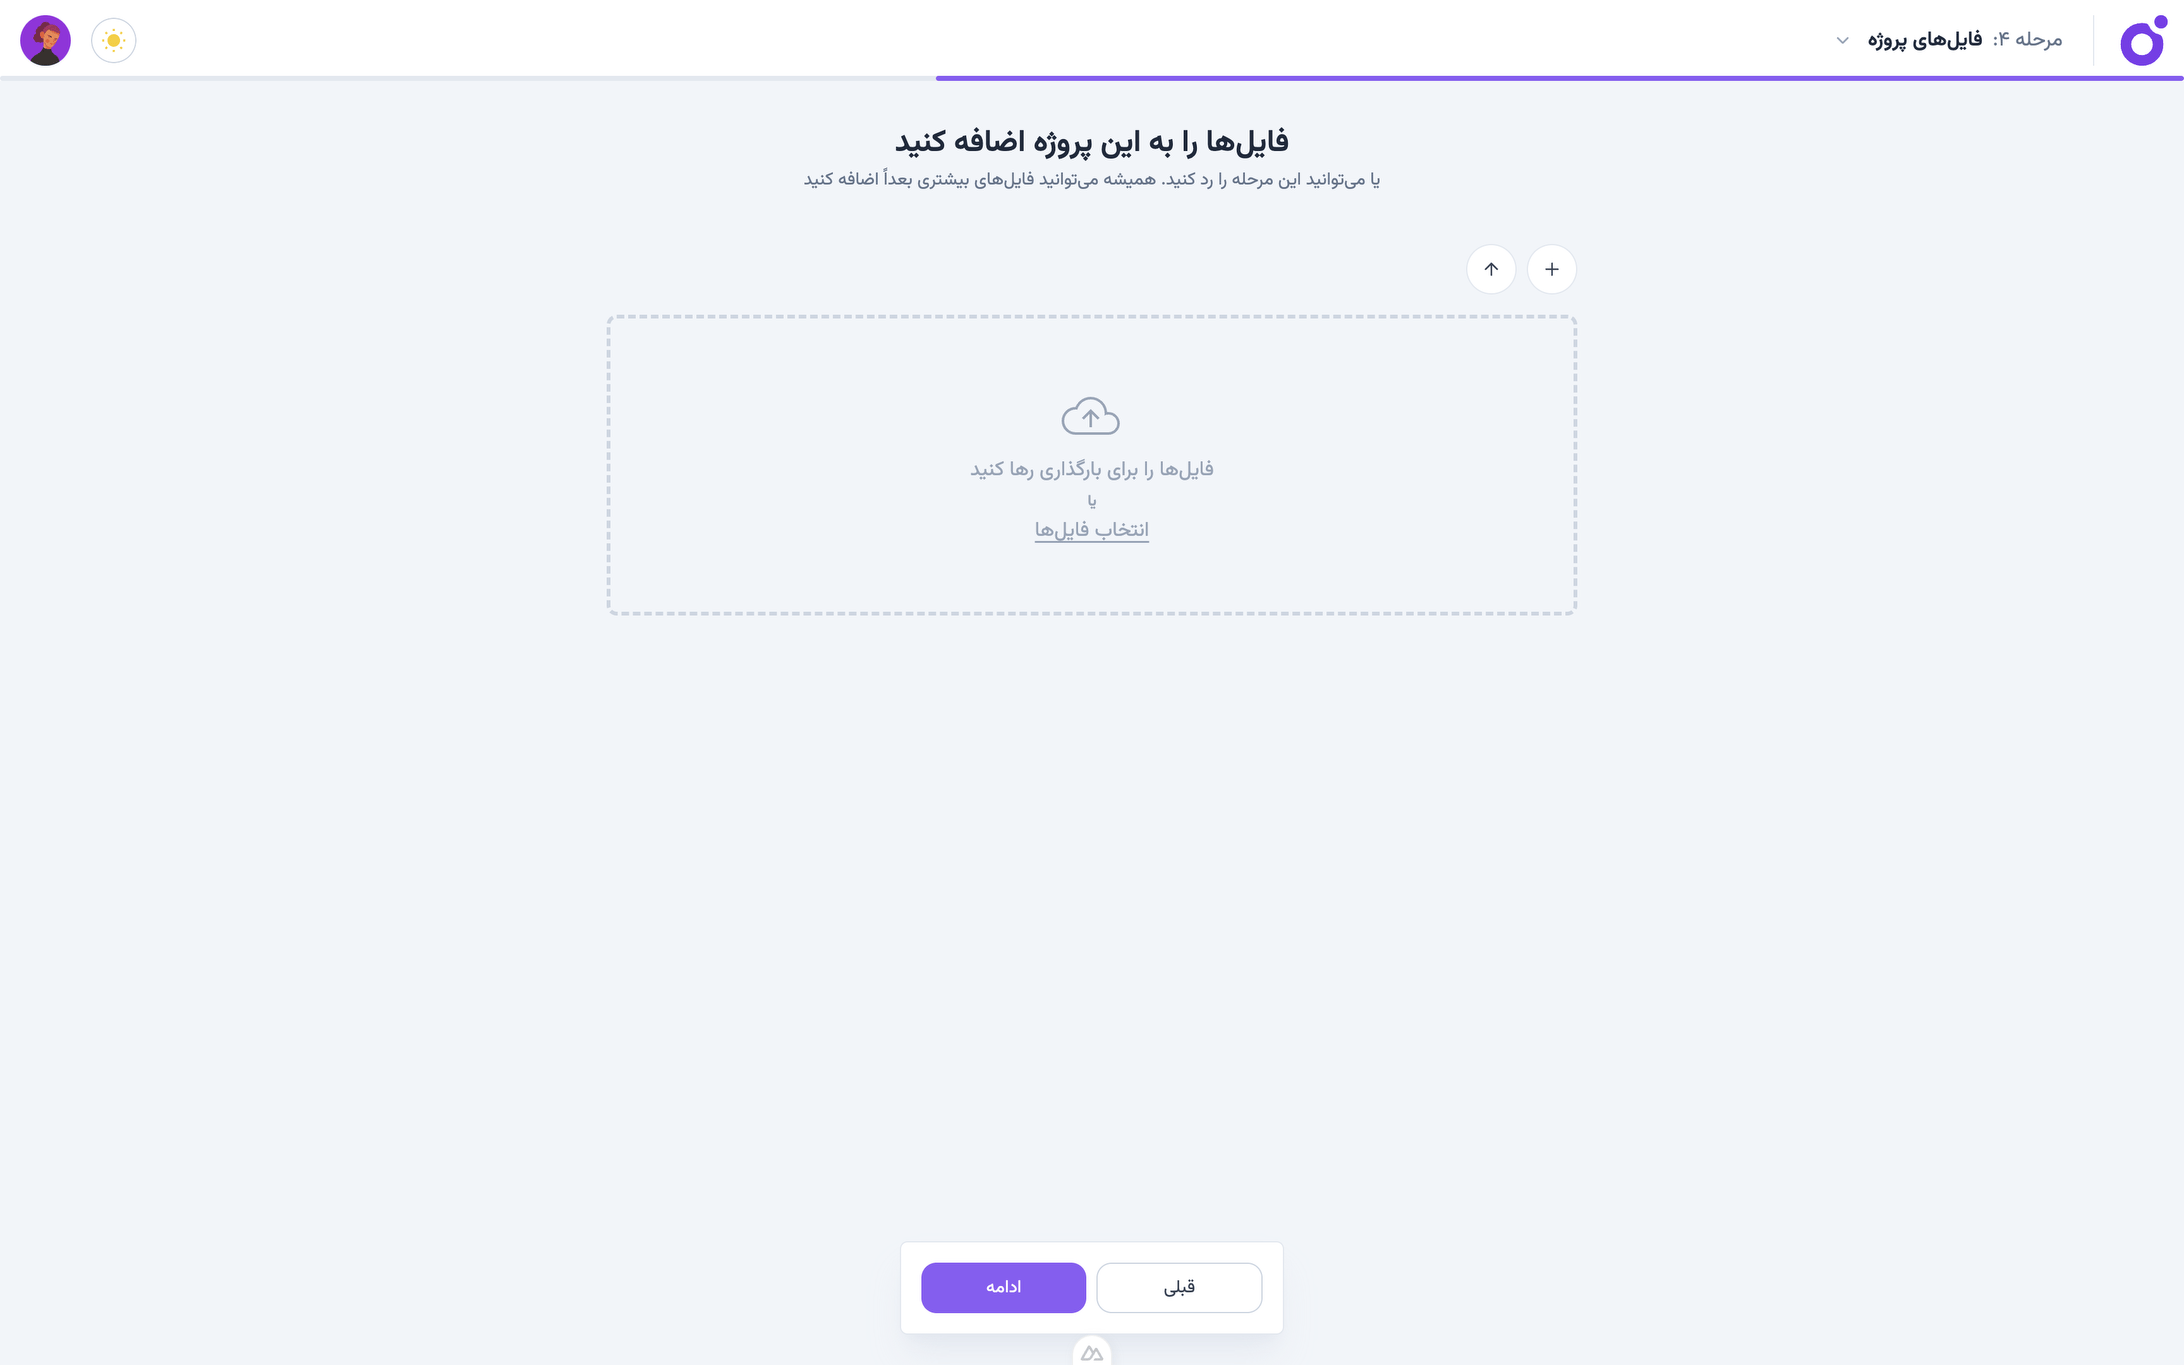 مرحله ۴: فایل‌های پروژه
فایل‌ها را به این پروژه اضافه کنید
یا می‌توانید این مرحله را رد کنید. همیشه می‌توانید فایل‌های بیشتری بعداً اضافه کنید
فایل‌ها را برای بارگذاری رها کنید
یا
انتخاب فایل‌ها
قبلی
ادامه